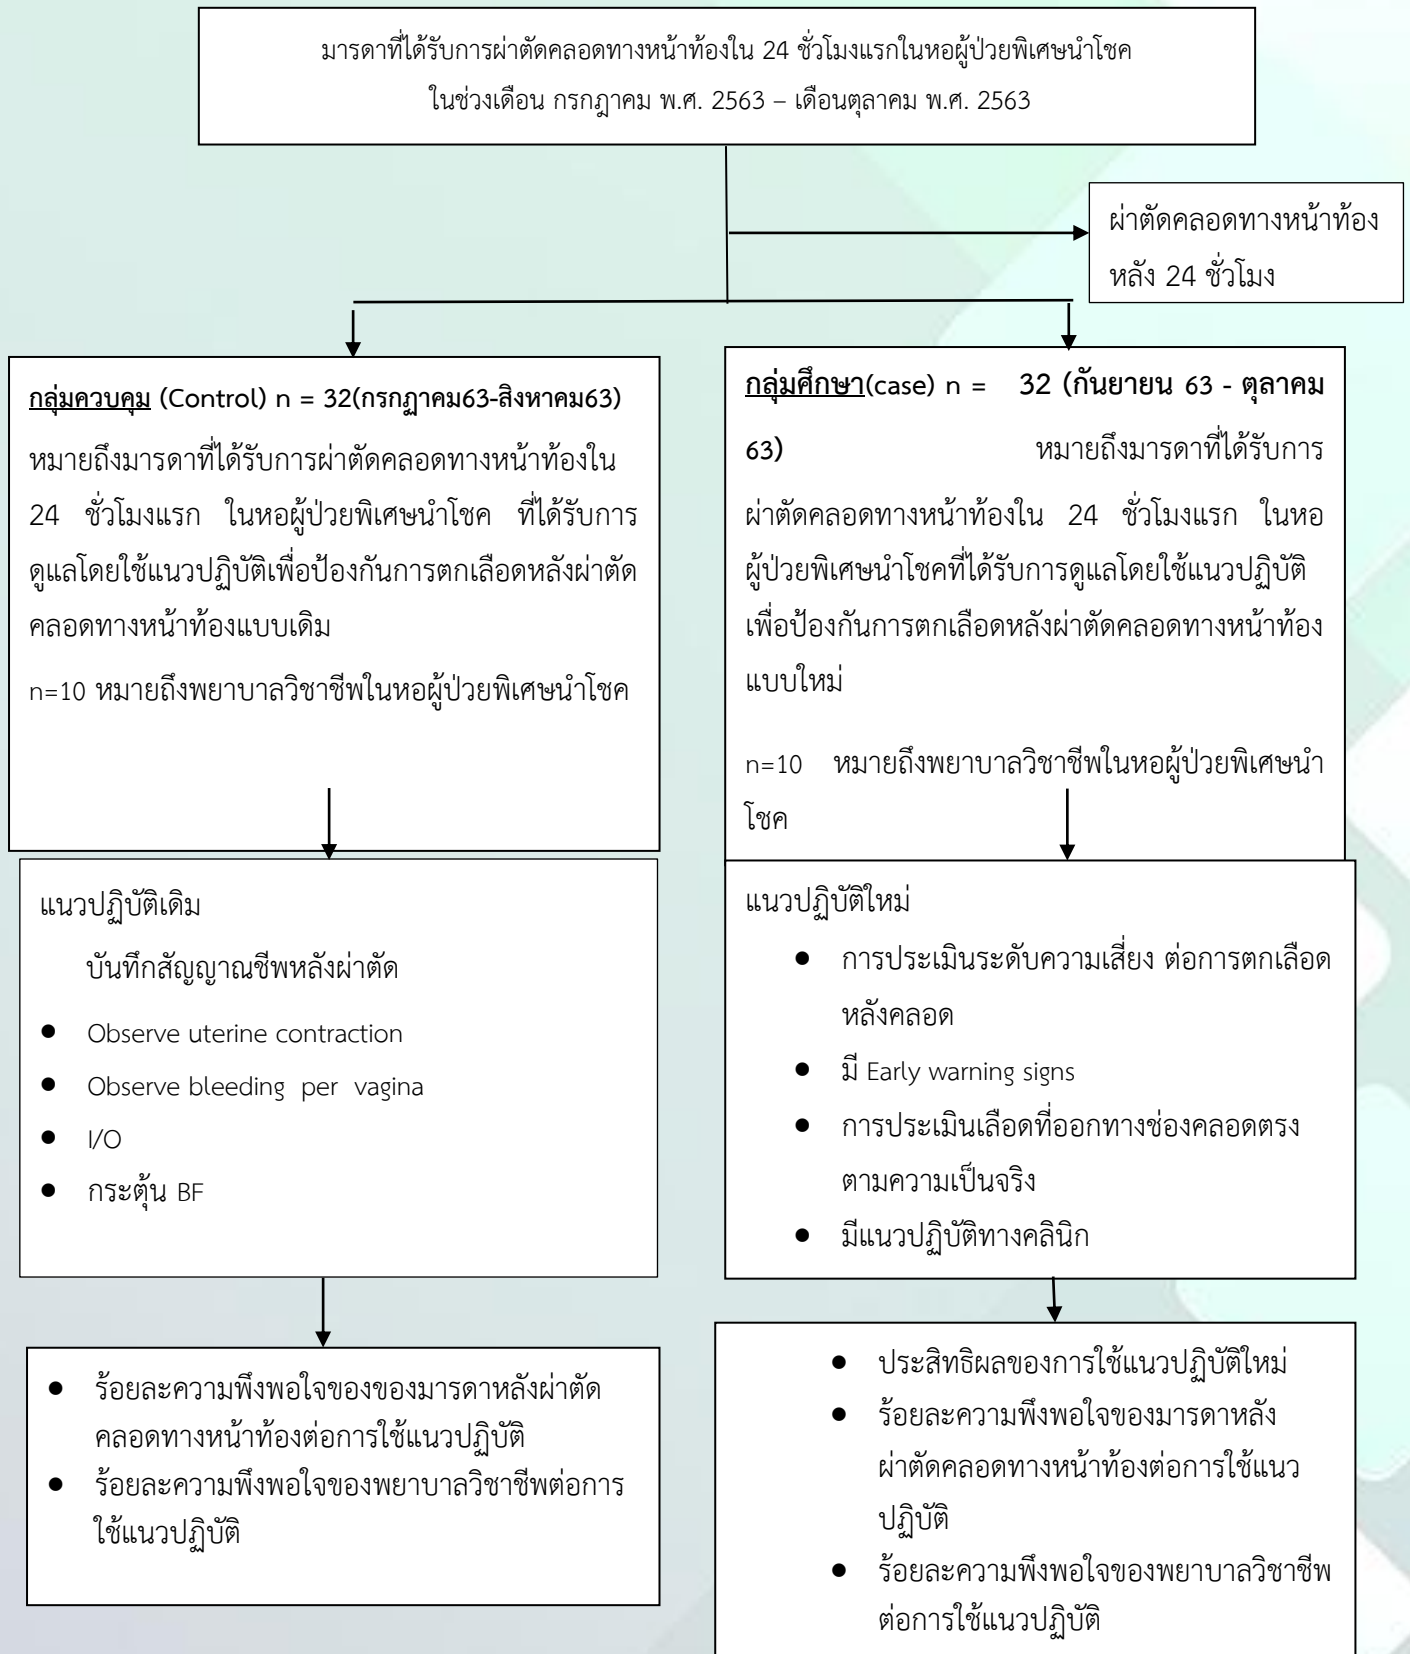 มารดาที่ได้รับการผ่าตัดคลอดทางหน้าท้องใน 24 ชั่วโมงแรกในหอผู้ป่วยพิเศษนำโชค
ในช่วงเดือน กรกฎาคม พ.ศ. 2563 – เดือนตุลาคม พ.ศ. 2563
ผ่าตัดคลอดทางหน้าท้อง
หลัง 24 ชั่วโมง
กลุ่มควบคุม (Control) n = 32(กรกฏาคม63-สิงหาคม63)
หมายถึงมารดาที่ได้รับการผ่าตัดคลอดทางหน้าท้องใน
24 ชั่วโมงแรก ในหอผู้ป่วยพิเศษนำโชค ที่ได้รับการ
ดูแลโดยใช้แนวปฏิบัติเพื่อป้องกันการตกเลือดหลังผ่าตัด
คลอดทางหน้าท้องแบบเดิม
n=10 หมายถึงพยาบาลวิชาชีพในหอผู้ป่วยพิเศษนำโชค
กลุ่มศึกษา(case) n = 32 (กันยายน 63 - ตุลาคม
63) หมายถึงมารดาที่ได้รับการ
ผ่าตัดคลอดทางหน้าท้องใน 24 ชั่วโมงแรก ในหอ
ผู้ป่วยพิเศษนำโชคที่ได้รับการดูแลโดยใช้แนวปฏิบัติ
เพื่อป้องกันการตกเลือดหลังผ่าตัดคลอดทางหน้าท้อง
แบบใหม่
n=10 หมายถึงพยาบาลวิชาชีพในหอผู้ป่วยพิเศษนำ
โชค
แนวปฏิบัติเดิม
บันทึกสัญญาณชีพหลังผ่าตัด
● Observe uterine contraction
● Observe bleeding per vagina
● I/O
● กระตุ้น BF
แนวปฏิบัติใหม่
● การประเมินระดับความเสี่ยง ต่อการตกเลือด
หลังคลอด
● มี Early warning signs
● การประเมินเลือดที่ออกทางช่องคลอดตรง
ตามความเป็นจริง
● มีแนวปฏิบัติทางคลินิก
● ร้อยละความพึงพอใจของของมารดาหลังผ่าตัด
คลอดทางหน้าท้องต่อการใช้แนวปฏิบัติ
● ร้อยละความพึงพอใจของพยาบาลวิชาชีพต่อการ
ใช้แนวปฏิบัติ
● ประสิทธิผลของการใช้แนวปฏิบัติใหม่
● ร้อยละความพึงพอใจของมารดาหลัง
ผ่าตัดคลอดทางหน้าท้องต่อการใช้แนว
ปฏิบัติ
● ร้อยละความพึงพอใจของพยาบาลวิชาชีพ
ต่อการใช้แนวปฏิบัติ